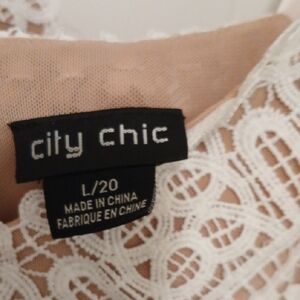 city chic
L/20
MADE IN CHINA
FABRIQUE EN CHINE